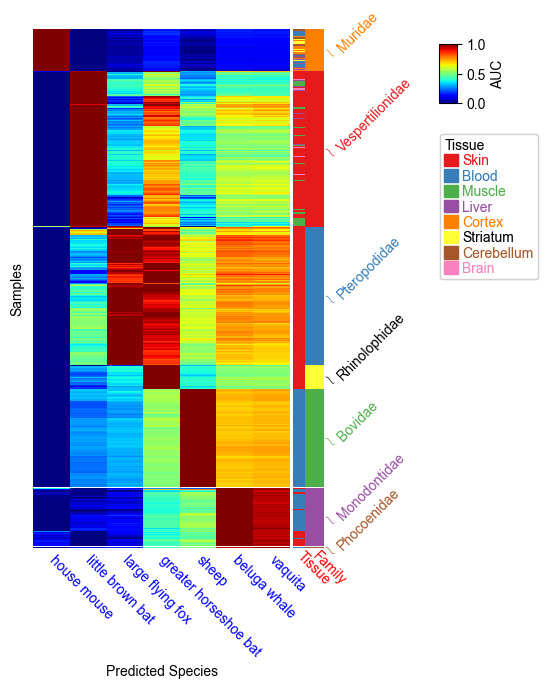 Muridae
Vespertilionidae
Pteropodidae
Rhinolophidae
Bovidae
Monodontidae
Phocoenidae
Samples
house mouse
little brown bat
large flying fox
greater horseshoe bat
sheep
beluga whale
vaquita
Tissue
Family
Predicted Species
1.0
0.5
0.0
AUC
Tissue
Skin
Blood
Muscle
Liver
Cortex
Striatum
Cerebellum
Brain